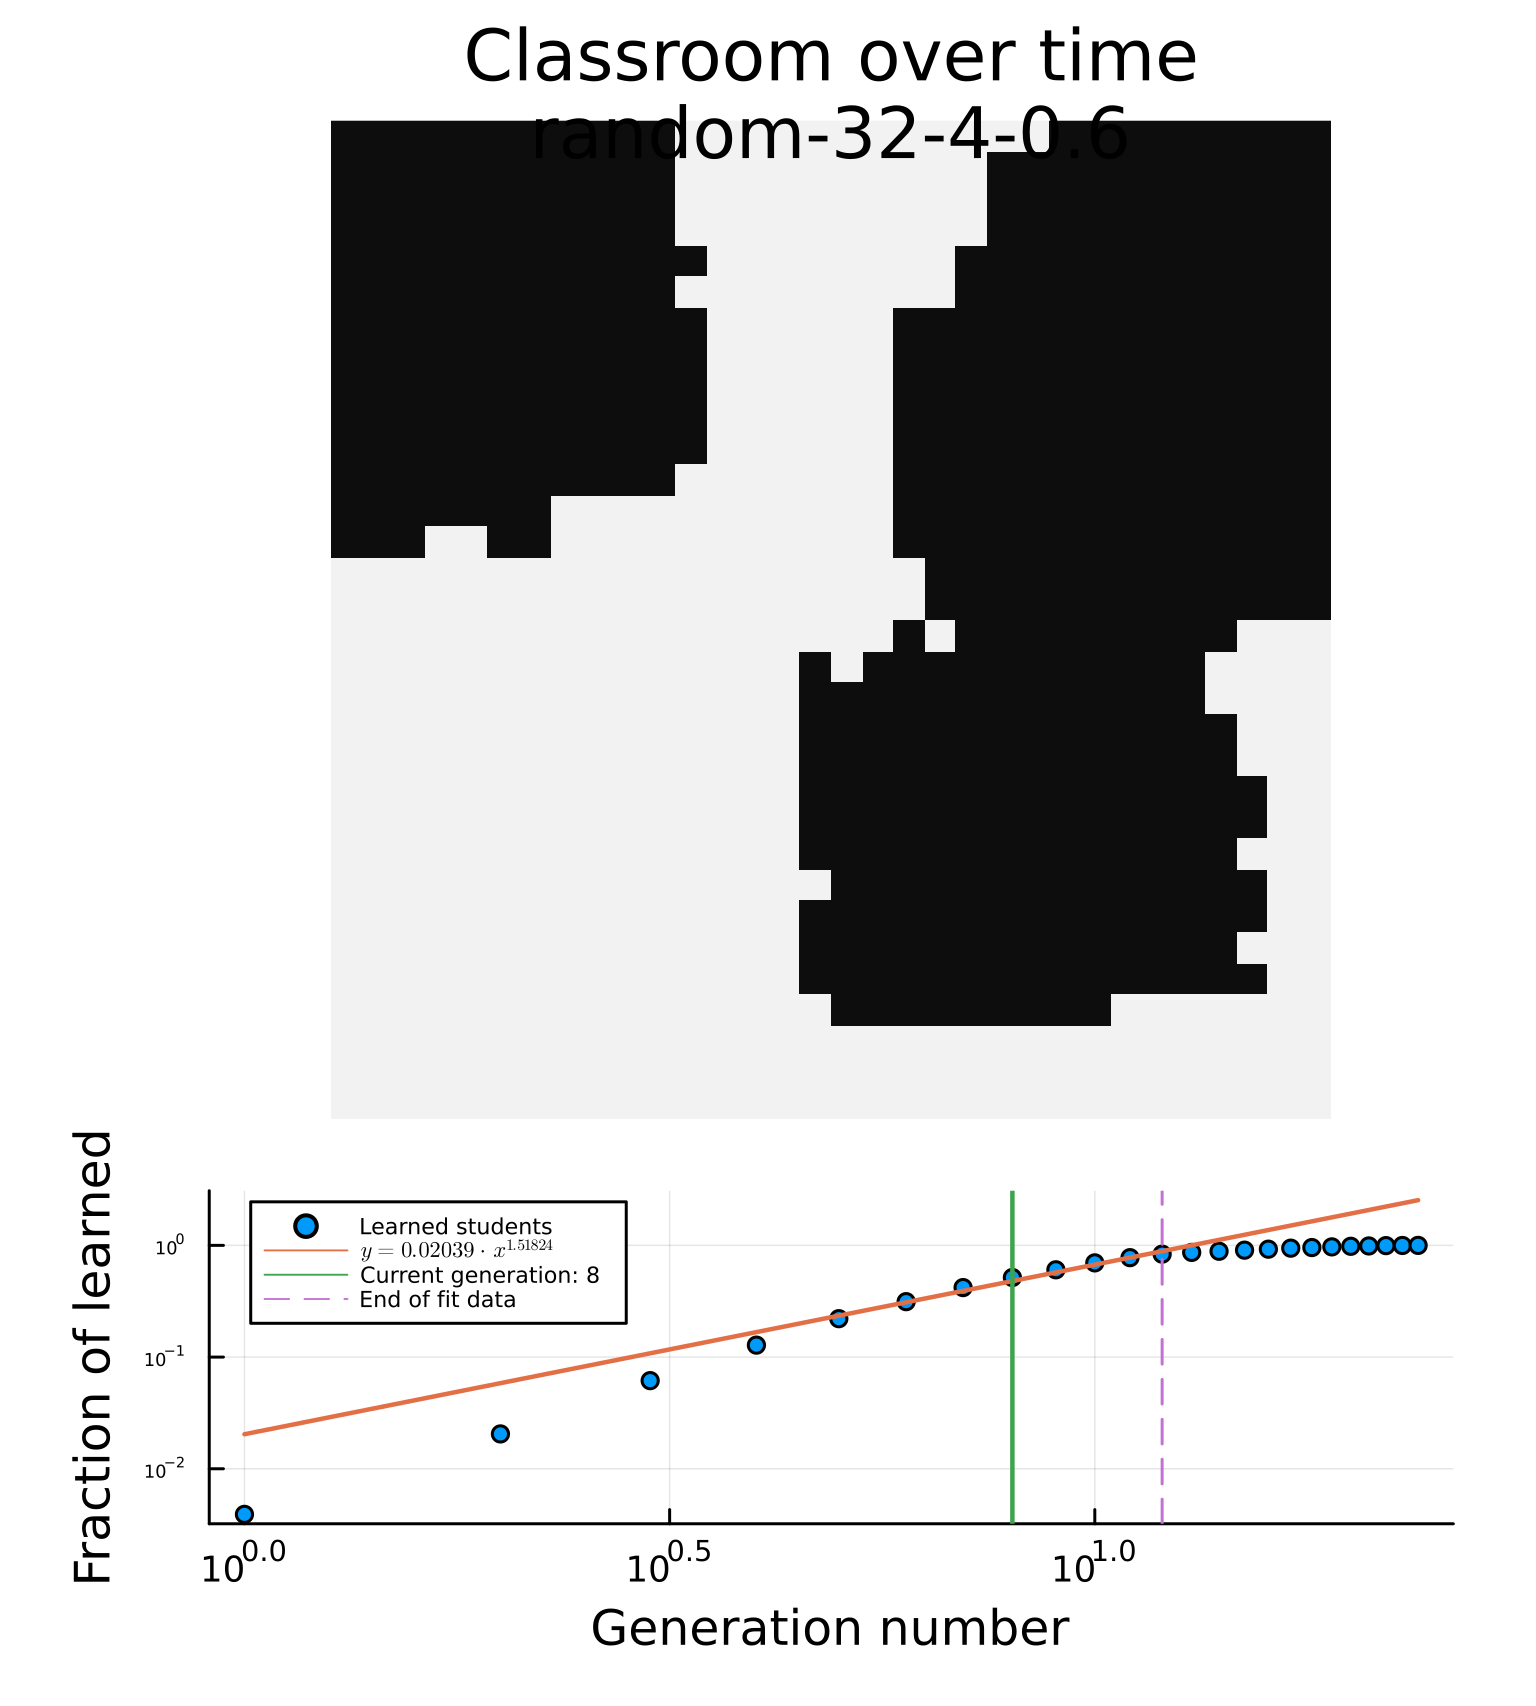 Classroom over time
random-32-4-0.6
Fraction of learned
10⁰
10⁻¹
10⁻²
Learned students
y = 0.02039 · x^1.51824
Current generation: 8
End of fit data
10^0.0
10^0.5
10^1.0
Generation number